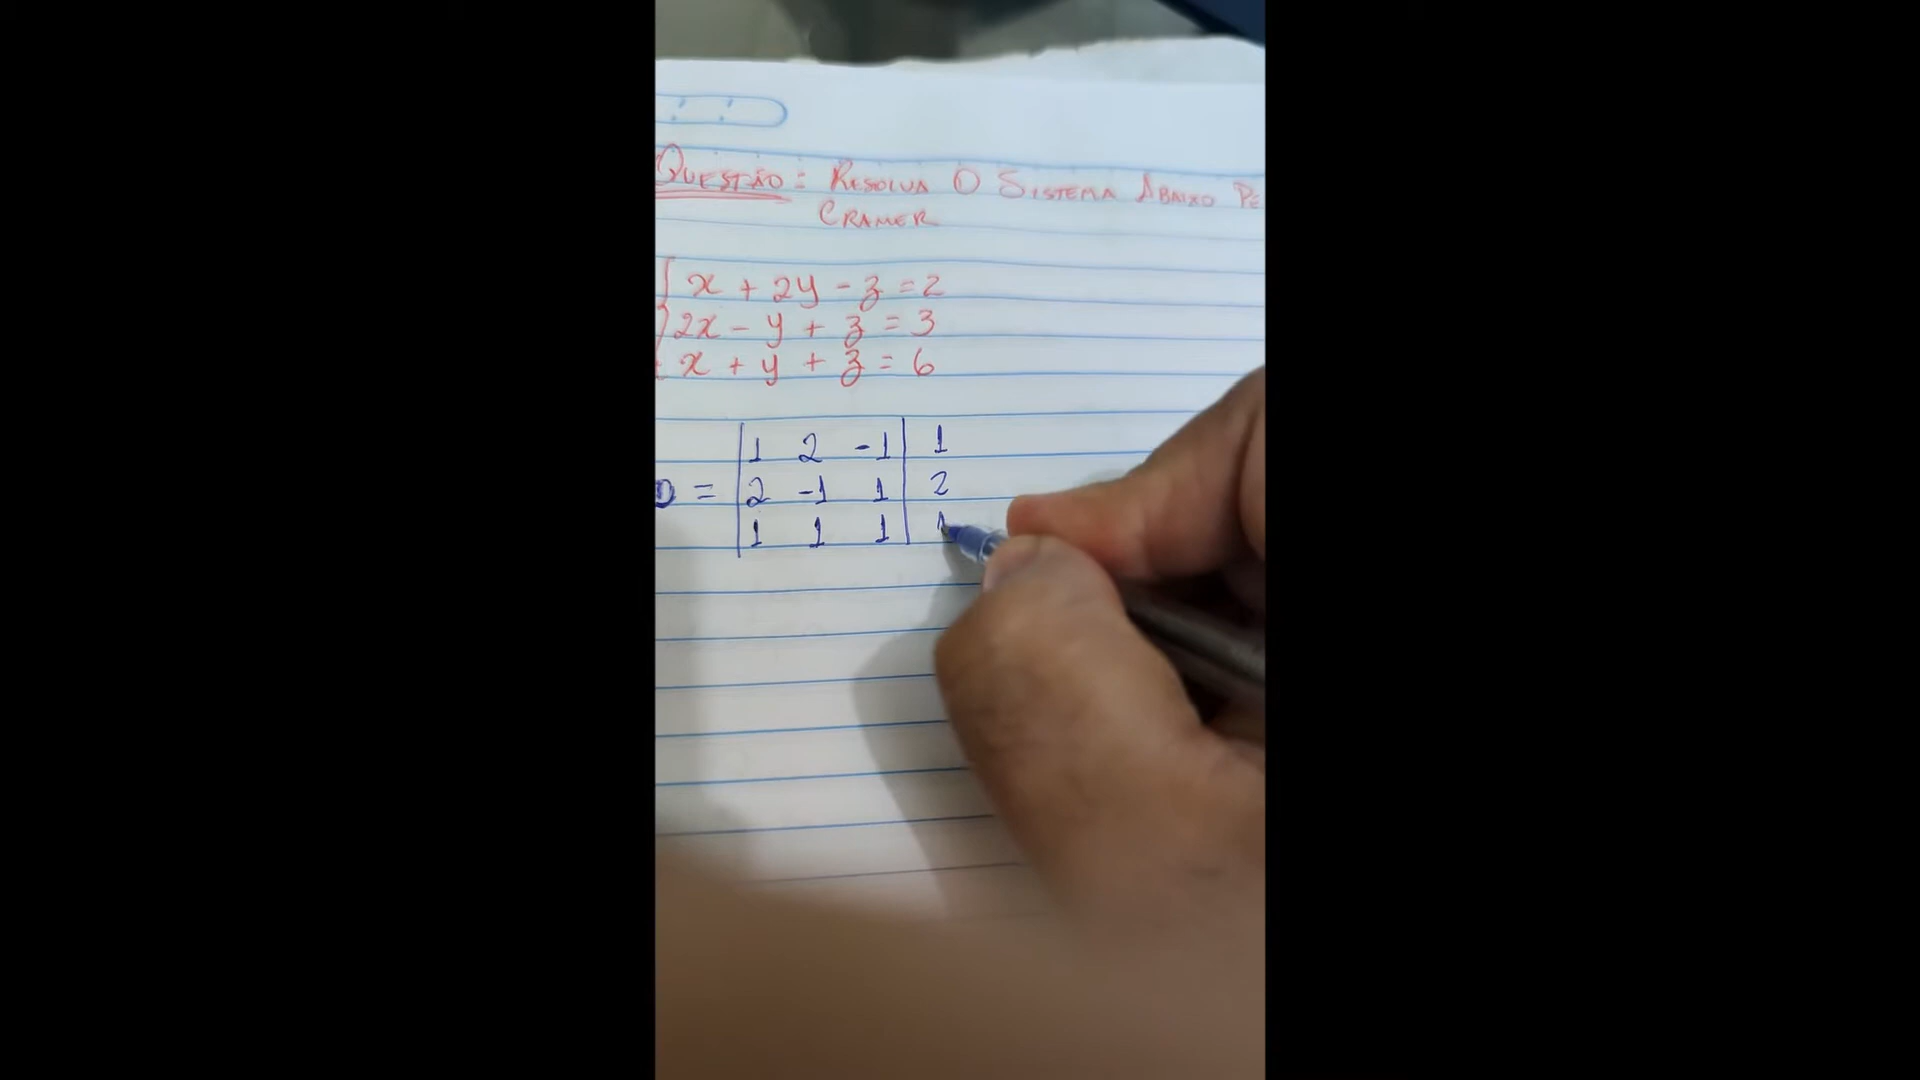 QUESTÃO: RESOLVA O SISTEMA ABAIXO
CRAMER
x + 2y - z = 2
2x - y + z = 3
x + y + z = 6
1 2 -1 1
D = 2 -1 1 2
1 1 1 1